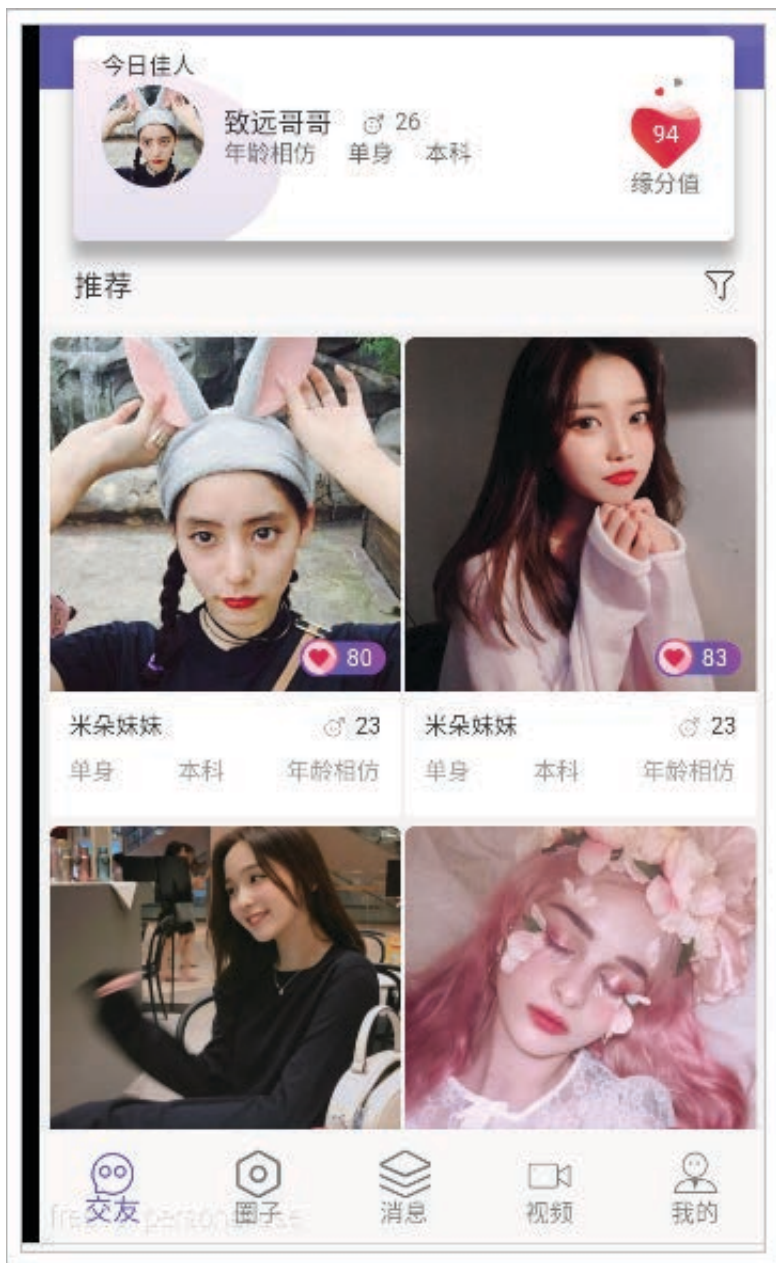 今日佳人
致远哥哥 26
年龄相仿 单身 本科
94
缘分值
推荐
80
83
米朵妹妹 23
米朵妹妹 23
单身 本科 年龄相仿
单身 本科 年龄相仿
交友 圈子 消息 视频 我的